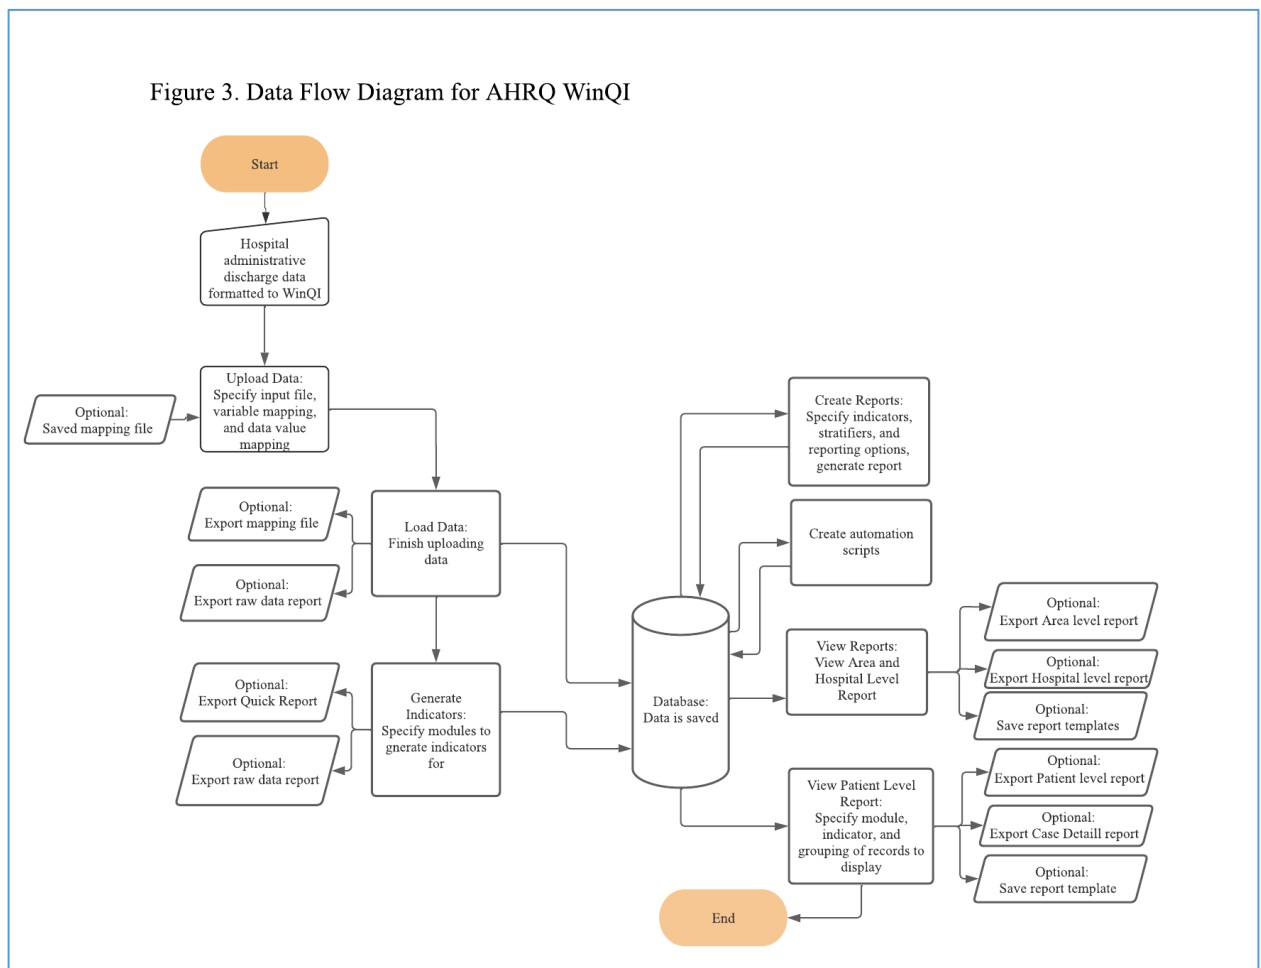 Figure 3. Data Flow Diagram for AHRQ WinQI
Start
Hospital
administrative
discharge data
formatted to WinQI
Upload Data:
Specify input file,
variable mapping,
and data value
mapping
Optional:
Saved mapping file
Optional:
Export mapping file
Optional:
Export raw data report
Load Data:
Finish uploading
data
Optional:
Export Quick Report
Optional:
Export raw data report
Generate
Indicators:
Specify modules to
gnerate indicators
for
Database:
Data is saved
Create Reports:
Specify indicators,
stratifiers, and
reporting options,
generate report
Create automation
scripts
View Reports:
View Area and
Hospital Level
Report
Optional:
Export Area level report
Optional:
Export Hospital level report
Optional:
Save report templates
View Patient Level
Report:
Specify module,
indicator, and
grouping of records to
display
Optional:
Export Patient level report
Optional:
Export Case Detaill report
Optional:
Save report template
End